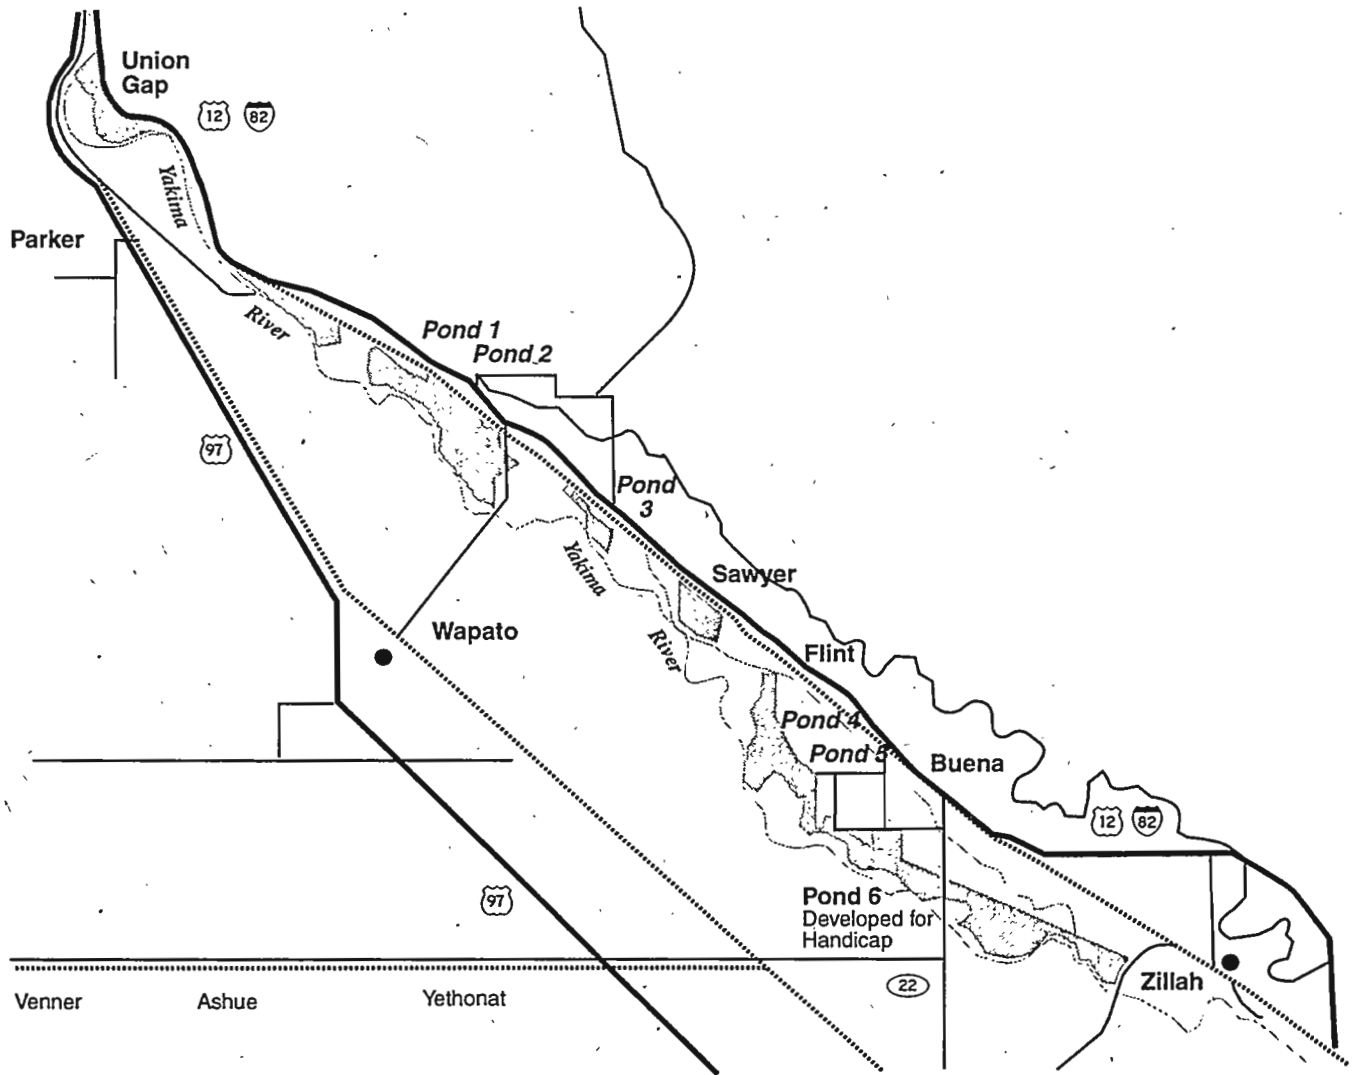 Union
Gap
12
82
Yakima
Parker
River
Pond 1
Pond 2
97
Pond
3
Yakima
Sawyer
Wapato
River
Flint
Pond 4
Pond 5
Buena
12
82
97
Pond 6
Developed for
Handicap
22
Zillah
Venner
Ashue
Yethonat